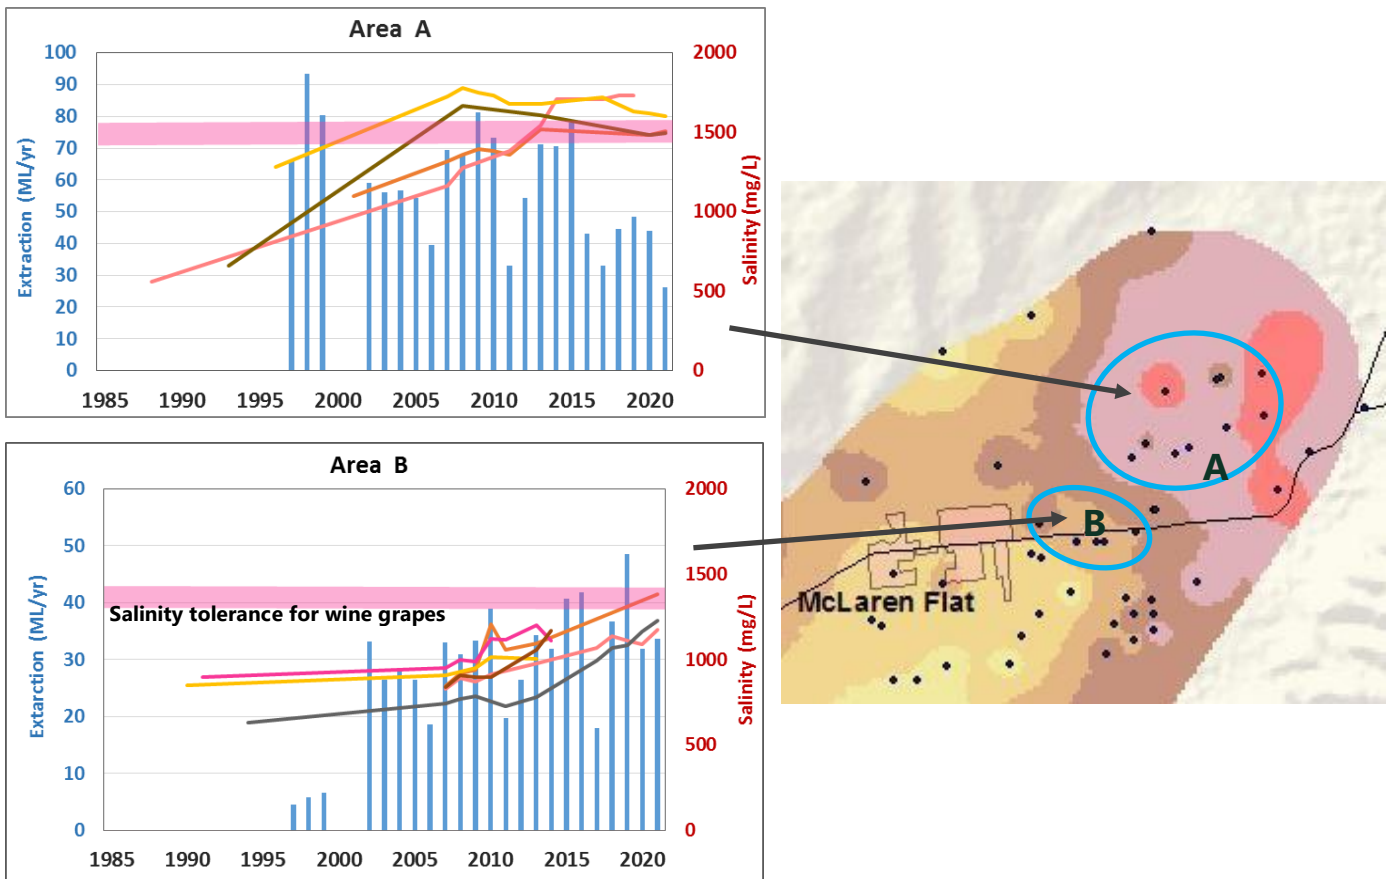 Area A
Extraction (ML/yr)
100
90
80
70
60
50
40
30
20
10
0
2000
1500
1000
500
0
Salinity (mg/L)
1985 1990 1995 2000 2005 2010 2015 2020
Area B
Extarction (ML/yr)
60
50
40
30
20
10
0
Salinity tolerance for wine grapes
2000
1500
1000
500
0
Salinity (mg/L)
1985 1990 1995 2000 2005 2010 2015 2020
A
B
McLaren Flat